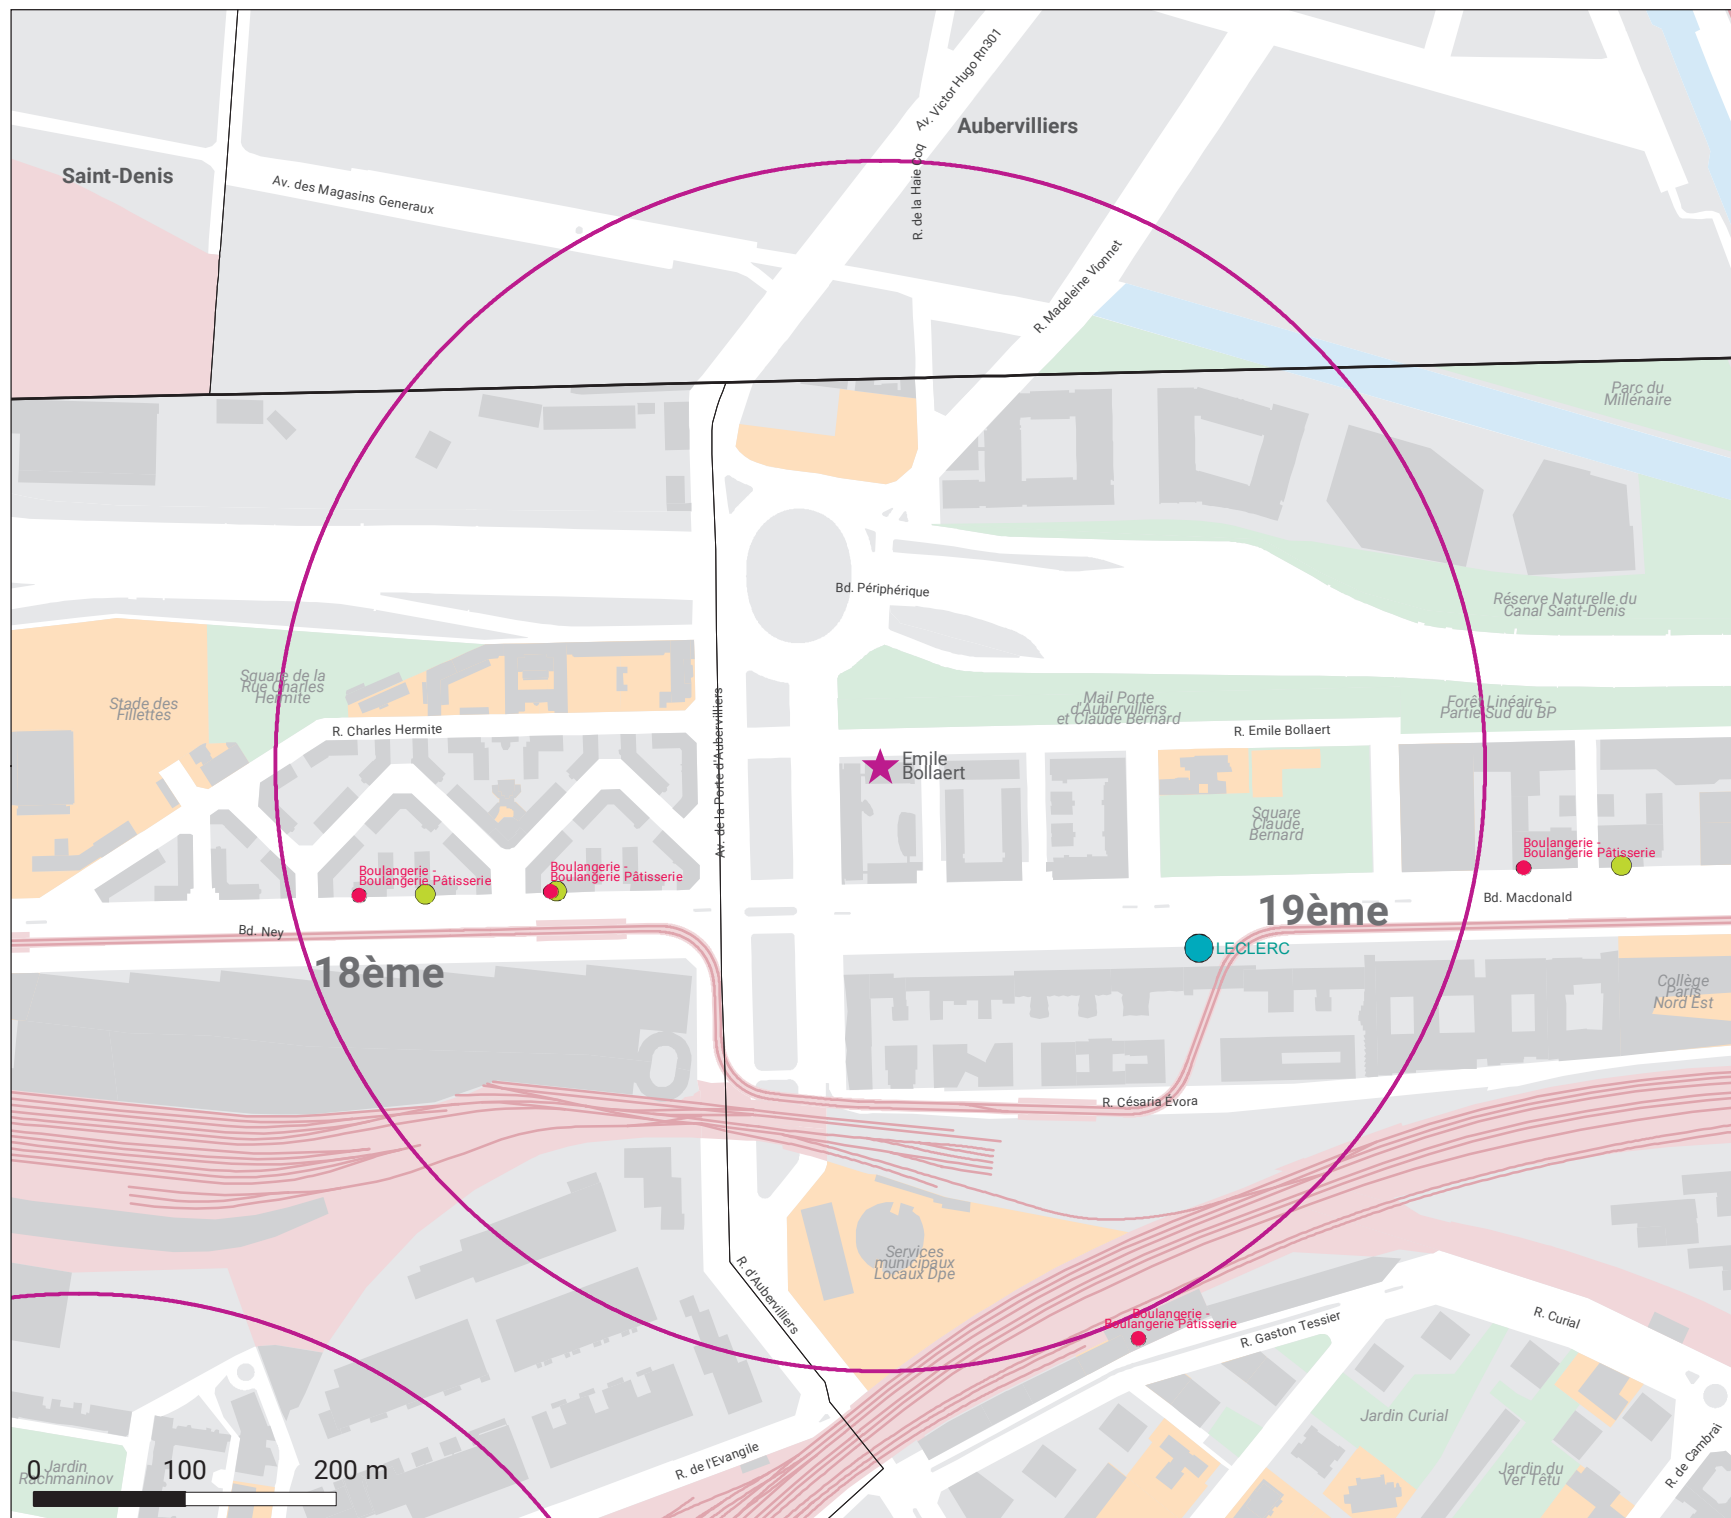 Av. Victor Hugo Rn301
Aubervilliers
Saint-Denis
Av. des Magasins Generaux
R. de la Haie Coq
R. Madeleine Vionnet
Parc du
Millénaire
Bd. Périphérique
Réserve Naturelle du
Canal Saint-Denis
Square de la
Rue Charles
Hermite
Stade des
Fillettes
Mail Porte
d'Aubervilliers
et Claude Bernard
Forêt Linéaire -
Partie Sud du BP
R. Charles Hermite
R. Emile Bollaert
Av. de la Porte d'Aubervilliers
Emile
Bollaert
Square
Claude
Bernard
Boulangerie -
Boulangerie Pâtisserie
Boulangerie -
Boulangerie Pâtisserie
Boulangerie -
Boulangerie Pâtisserie
Bd. Macdonald
19ème
Bd. Ney
LECLERC
18ème
Collège
Paris
Nord Est
R. Césaria Évora
Services
municipaux
Locaux Dpe
R. d'Aubervilliers
Boulangerie -
Boulangerie Pâtisserie
R. Gaston Tessier
R. Curial
Jardin Curial
R. de Cambrai
R. de l'Evangile
Jardin du
Ver Têtu
Jardin
Rachmaninov
0 100 200 m